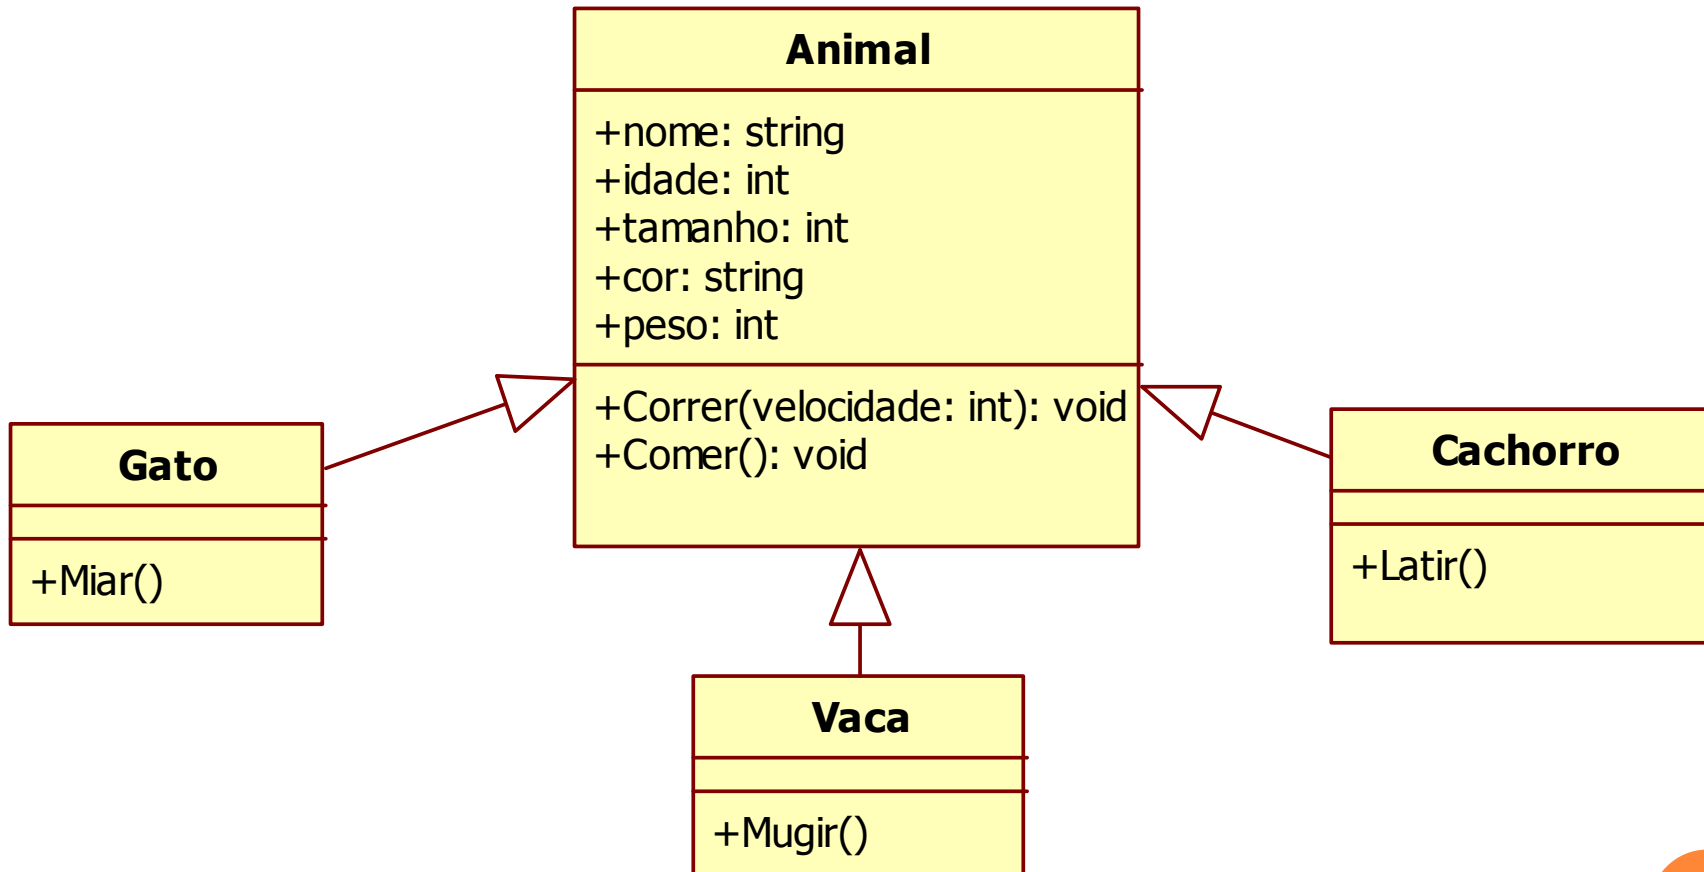 Animal
+nome: string
+idade: int
+tamanho: int
+cor: string
+peso: int
+Correr(velocidade: int): void
+Comer(): void
Gato
+Miar()
Cachorro
+Latir()
Vaca
+Mugir()